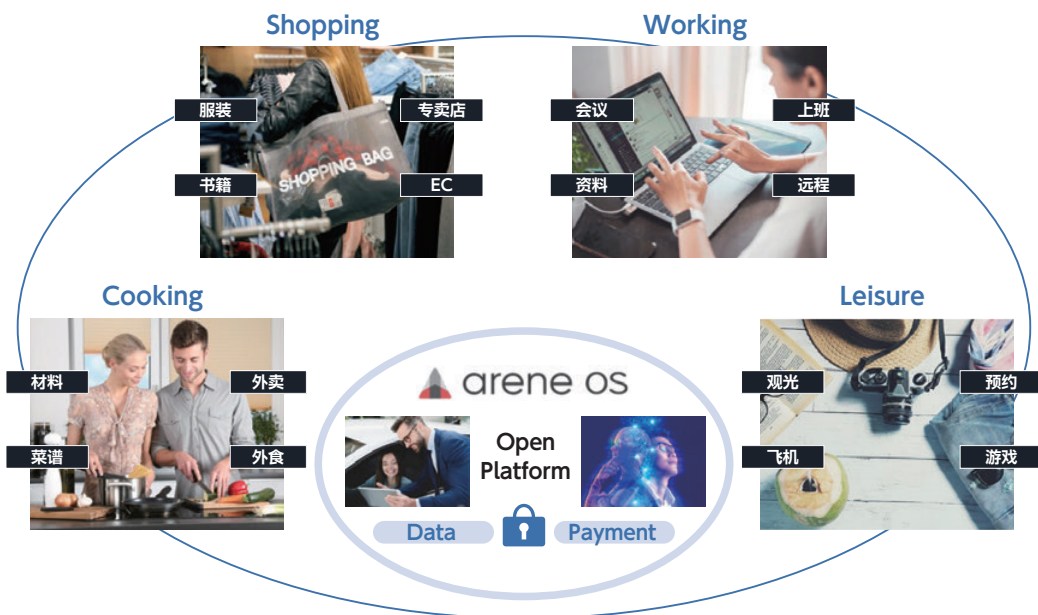 Shopping
Working
服装
专卖店
会议
上班
SHOPPING BAG
书籍
EC
资料
远程
Cooking
Leisure
材料
外卖
arene os
观光
预约
菜谱
外食
Open
Platform
飞机
游戏
Data
Payment